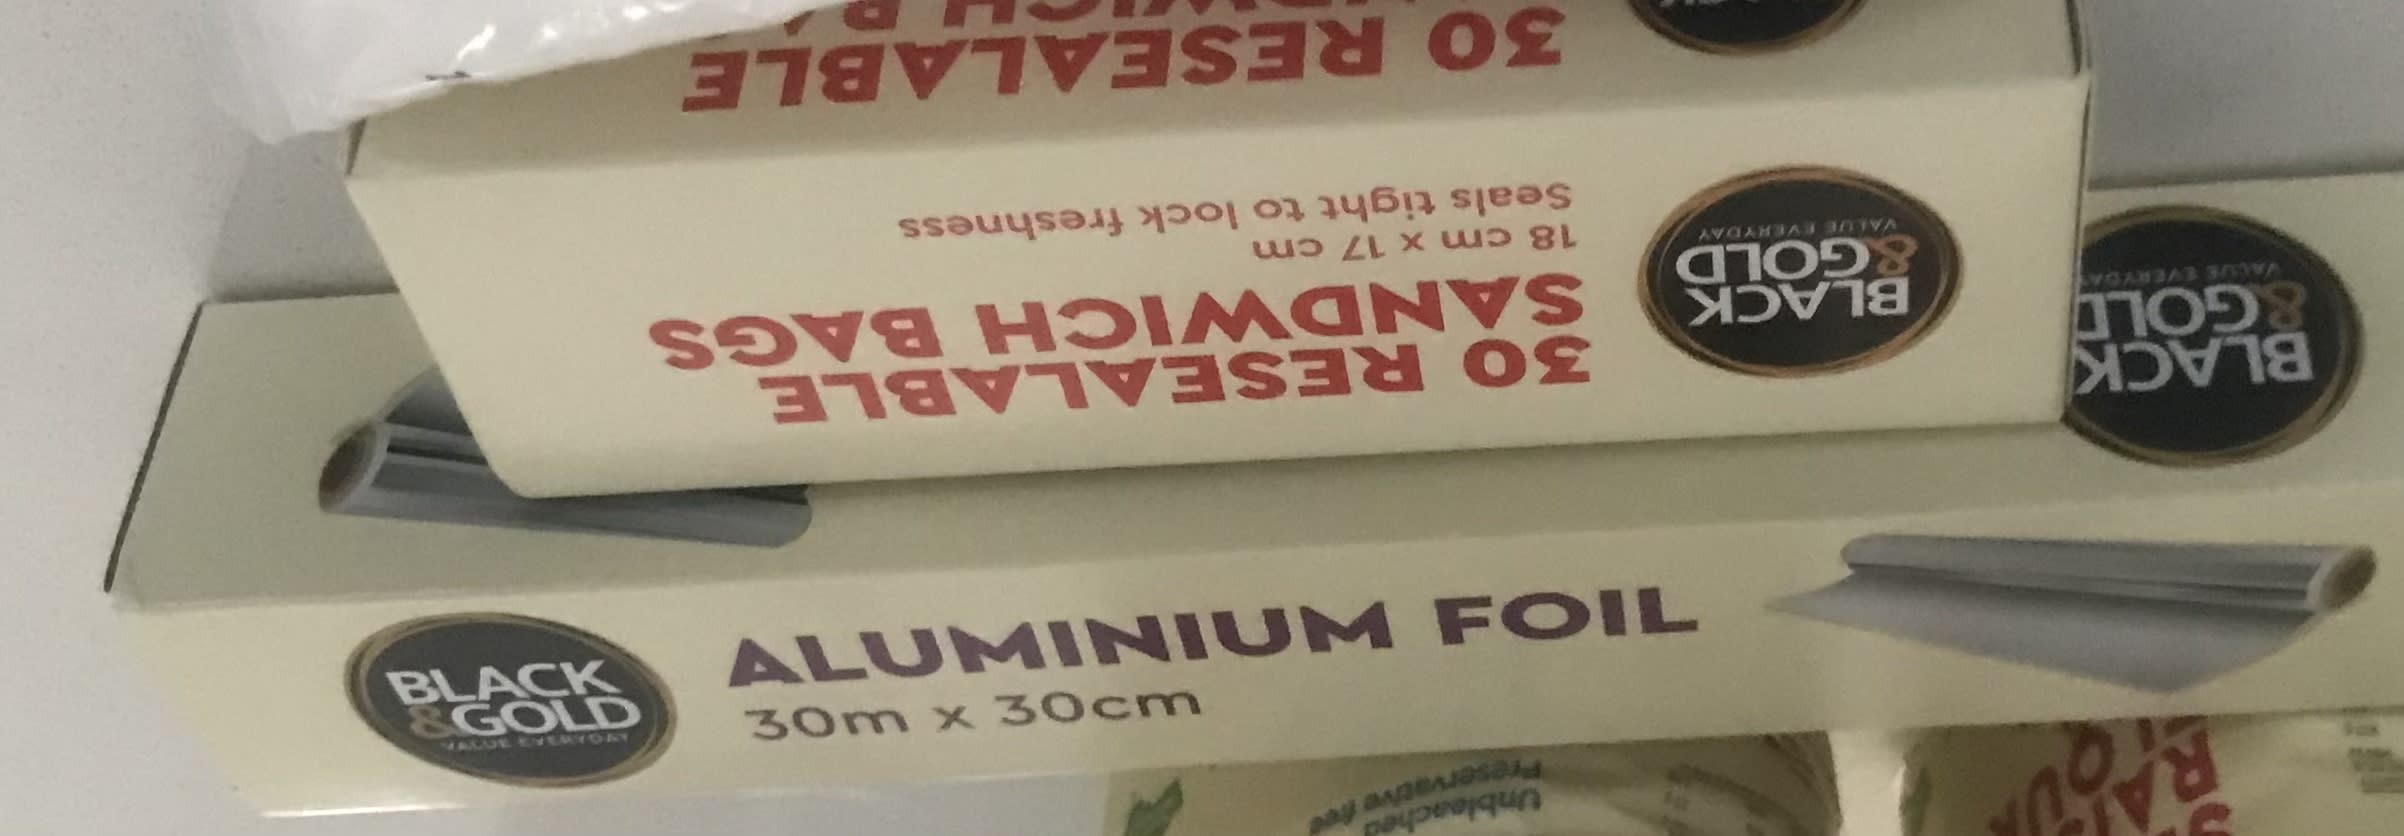 30 RESEALABLE
30 RESEALABLE
SANDWICH BAGS
18 cm x 17 cm
Seals tight to lock freshness
BLACK
&GOLD
VALUE EVERYDAY
BLACK
&GOLD
VALUE EVERYDAY
BLACK
&GOLD
VALUE EVERYDAY
ALUMINIUM FOIL
30m x 30cm
Unbleached
Preservative free